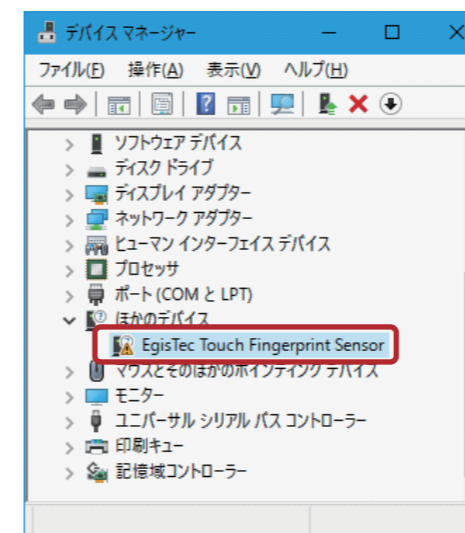 デバイス マネージャー
ファイル(F) 操作(A) 表示(V) ヘルプ(H)
ソフトウェア デバイス
ディスク ドライブ
ディスプレイ アダプター
ネットワーク アダプター
ヒューマン インターフェイス デバイス
プロセッサ
ポート (COM と LPT)
ほかのデバイス
EgisTec Touch Fingerprint Sensor
マウスとそのほかのポインティング デバイス
モニター
ユニバーサル シリアル バス コントローラー
印刷キュー
記憶域コントローラー